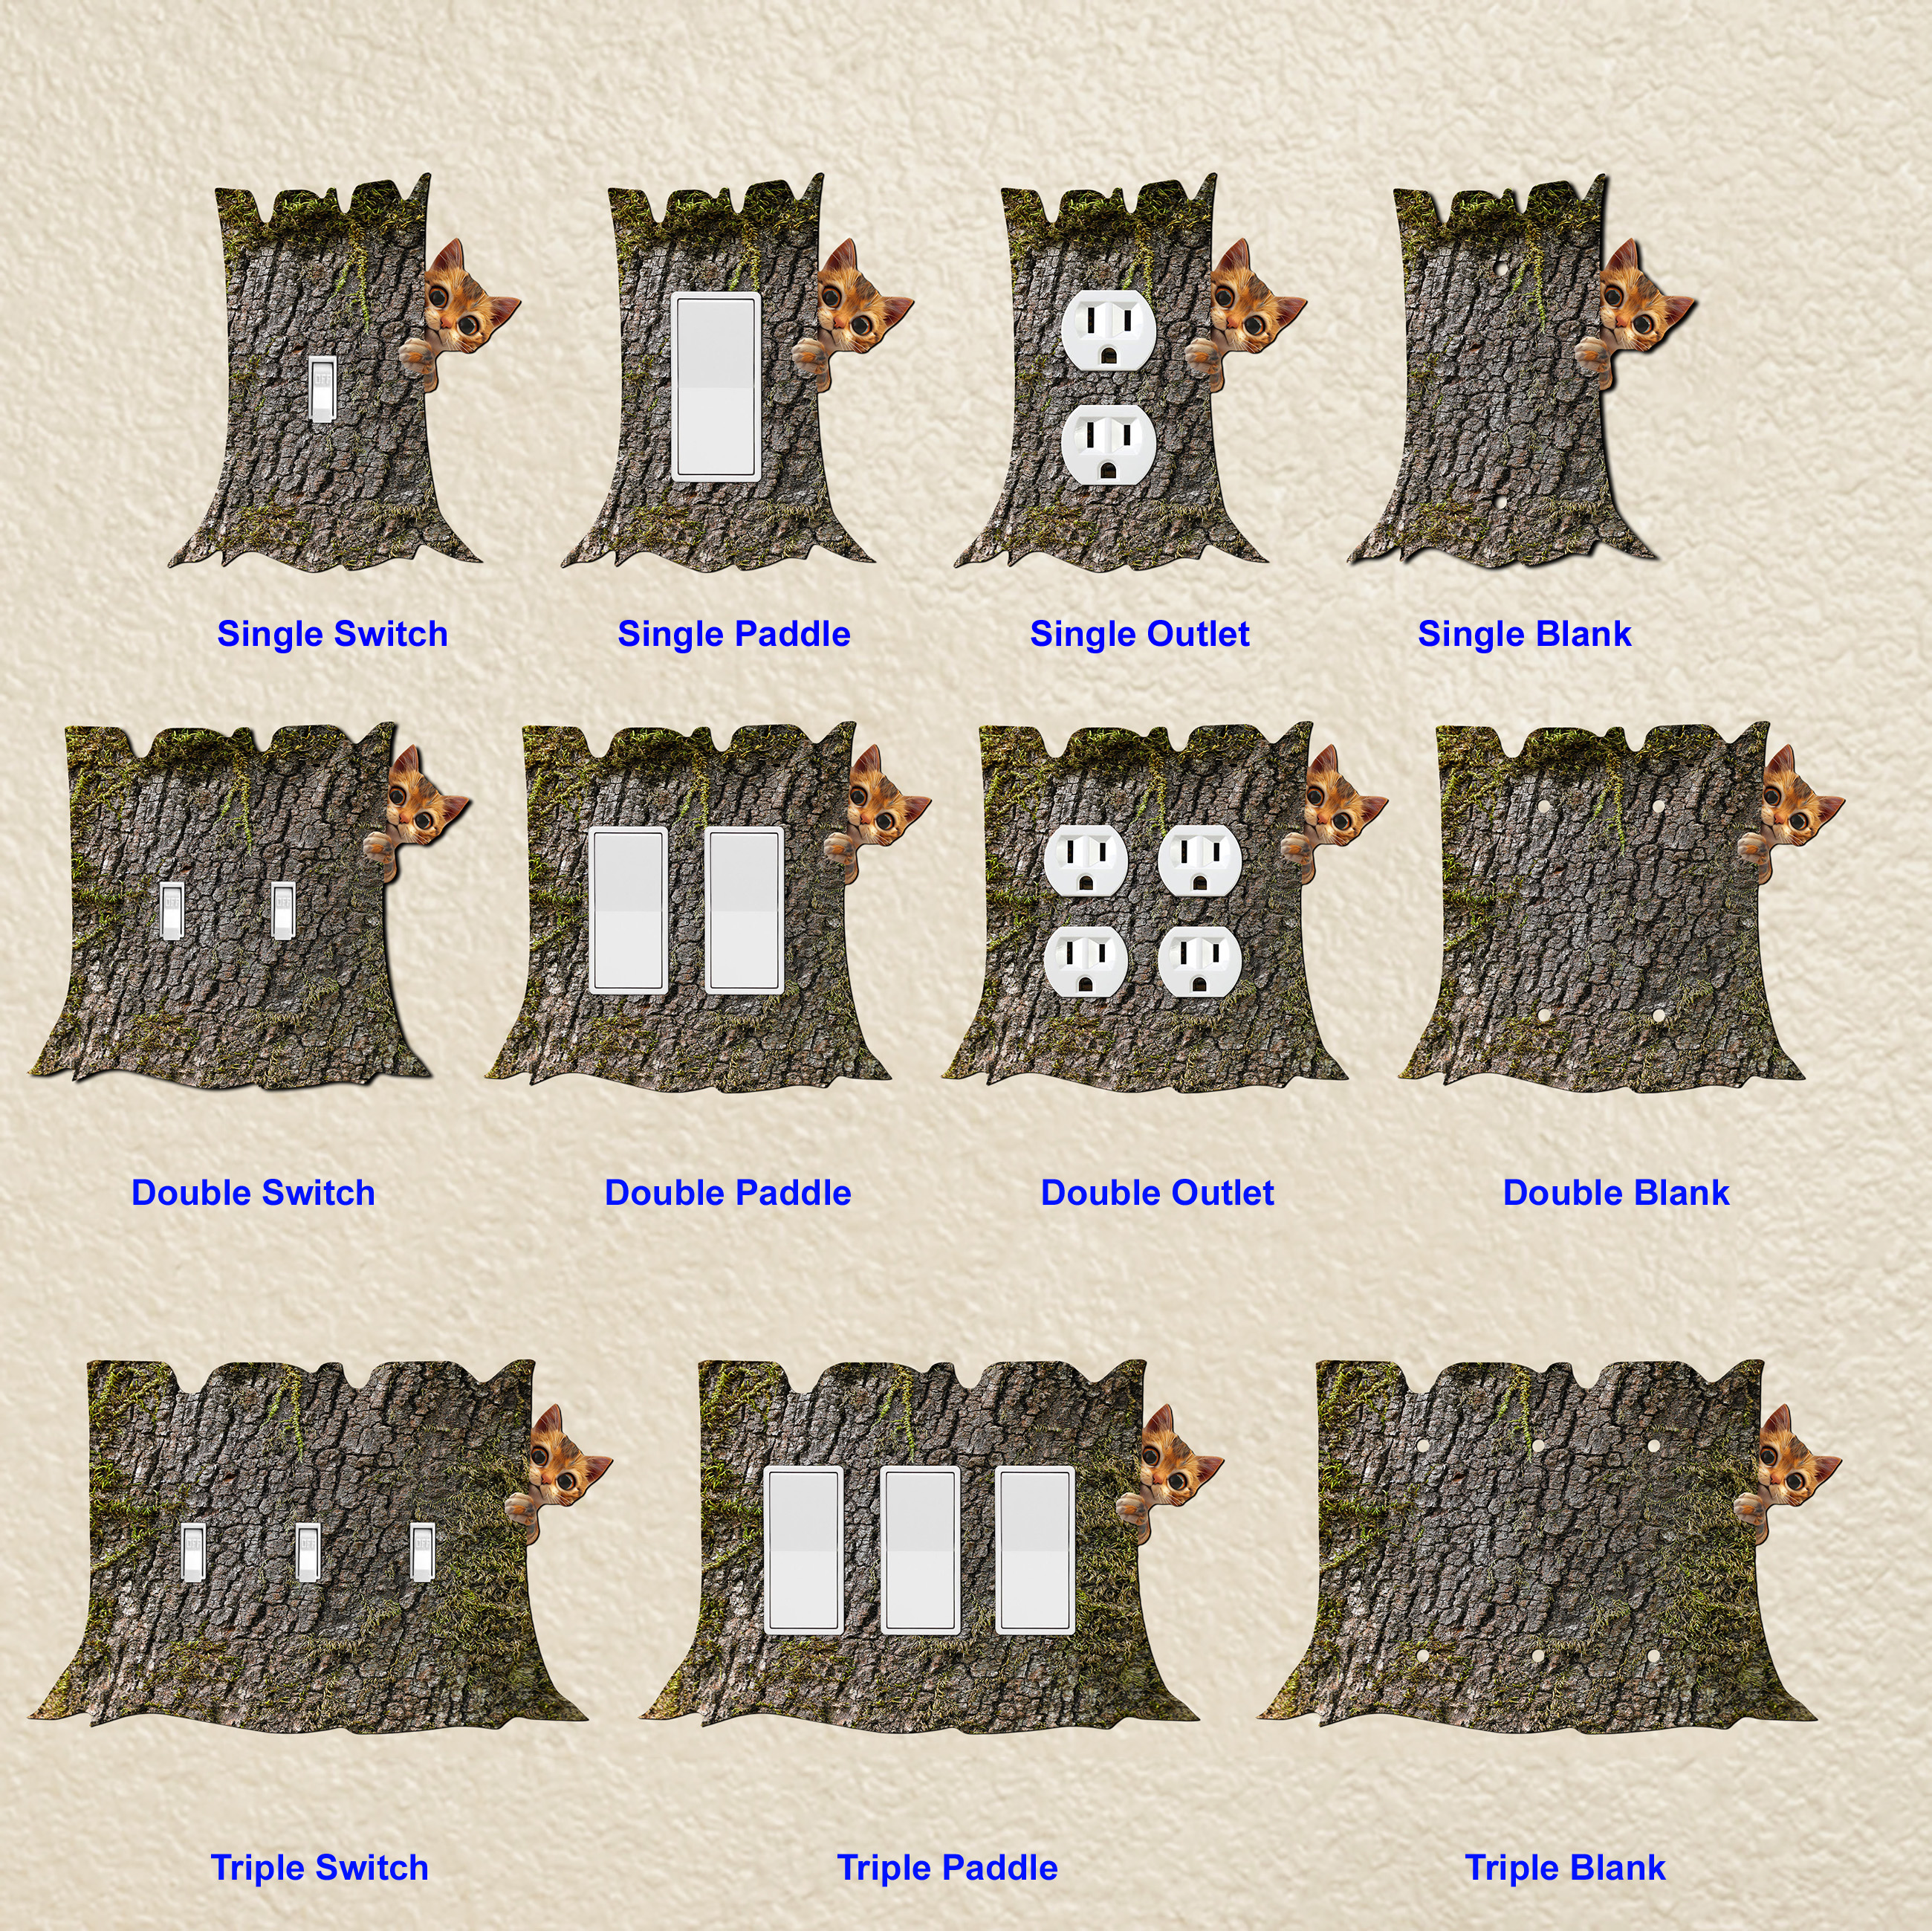 Single Switch
Single Paddle
Single Outlet
Single Blank
Double Switch
Double Paddle
Double Outlet
Double Blank
Triple Switch
Triple Paddle
Triple Blank